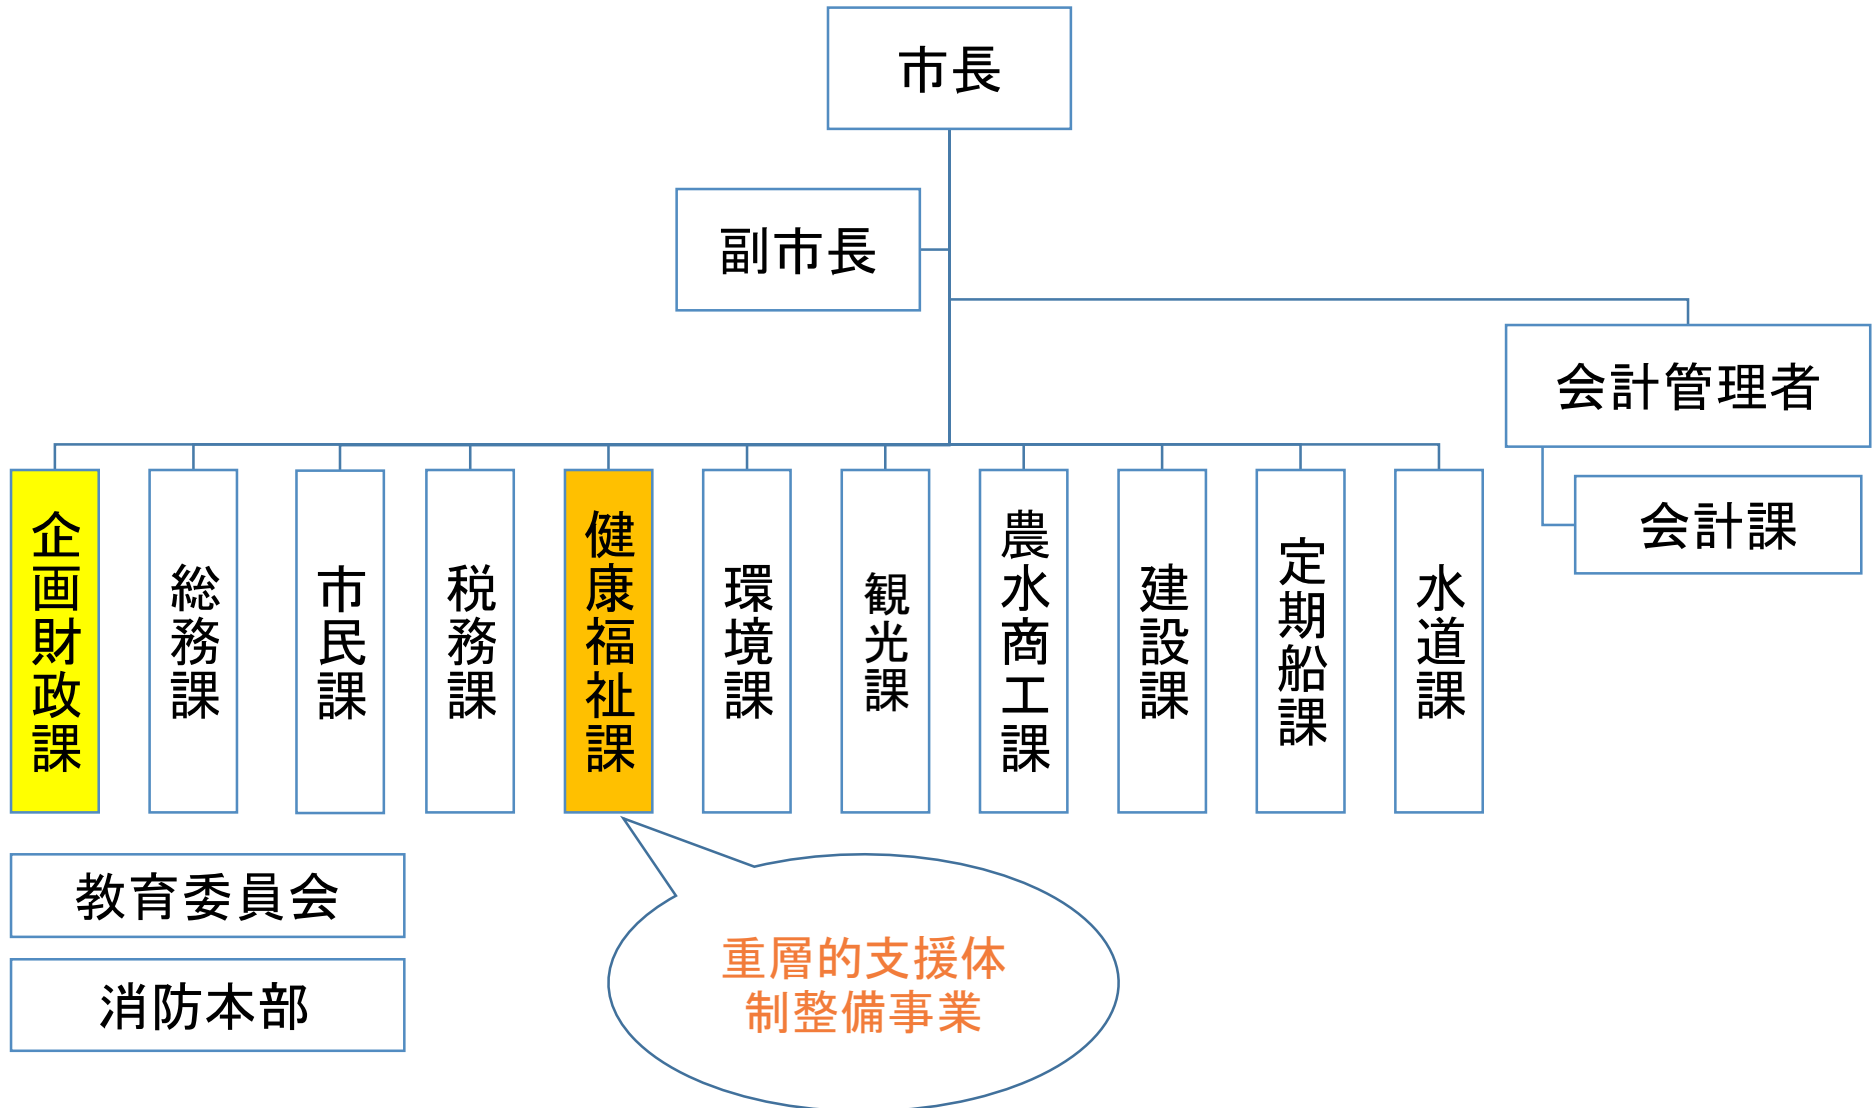 市長
副市長
会計管理者
会計課
企画財政課
総務課
市民課
税務課
健康福祉課
環境課
観光課
農水商工課
建設課
定期船課
水道課
教育委員会
消防本部
重層的支援体
制整備事業